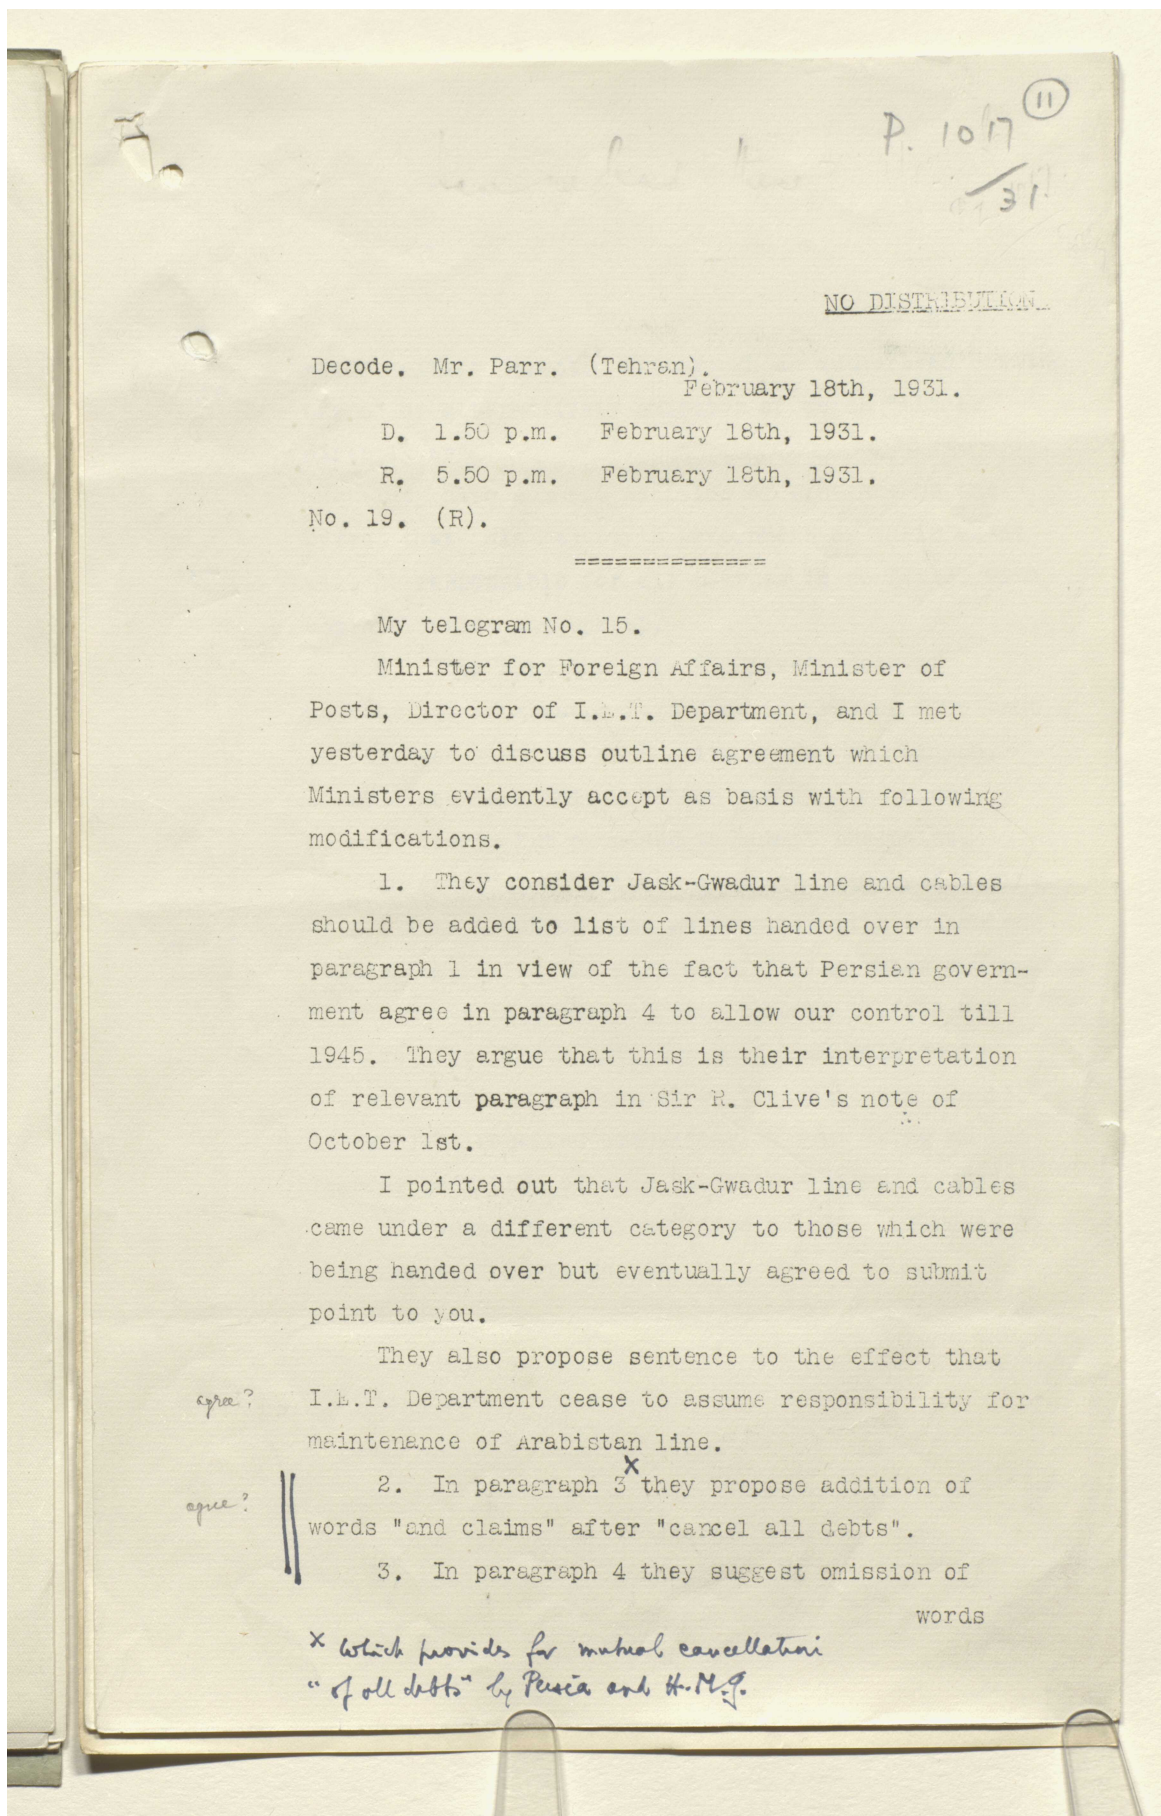 11
P. 1017
/31.
NO DISTRIBUTION
Decode. Mr. Parr. (Tehran).
February 18th, 1931.
D. 1.50 p.m. February 18th, 1931.
R. 5.50 p.m. February 18th, 1931.
No. 19. (R).
==============
My telegram No. 15.
Minister for Foreign Affairs, Minister of
Posts, Director of I.E.T. Department, and I met
yesterday to discuss outline agreement which
Ministers evidently accept as basis with following
modifications.
1. They consider Jask-Gwadur line and cables
should be added to list of lines handed over in
paragraph 1 in view of the fact that Persian govern-
ment agree in paragraph 4 to allow our control till
1945. They argue that this is their interpretation
of relevant paragraph in Sir R. Clive's note of
October 1st.
I pointed out that Jask-Gwadur line and cables
came under a different category to those which were
being handed over but eventually agreed to submit
point to you.
They also propose sentence to the effect that
agree? I.E.T. Department cease to assume responsibility for
maintenance of Arabistan line.
2. In paragraph 3 x they propose addition of
agree? words "and claims" after "cancel all debts".
3. In paragraph 4 they suggest omission of
words
x which provides for mutual cancellation
"of all debts" by Persia and H.M.G.